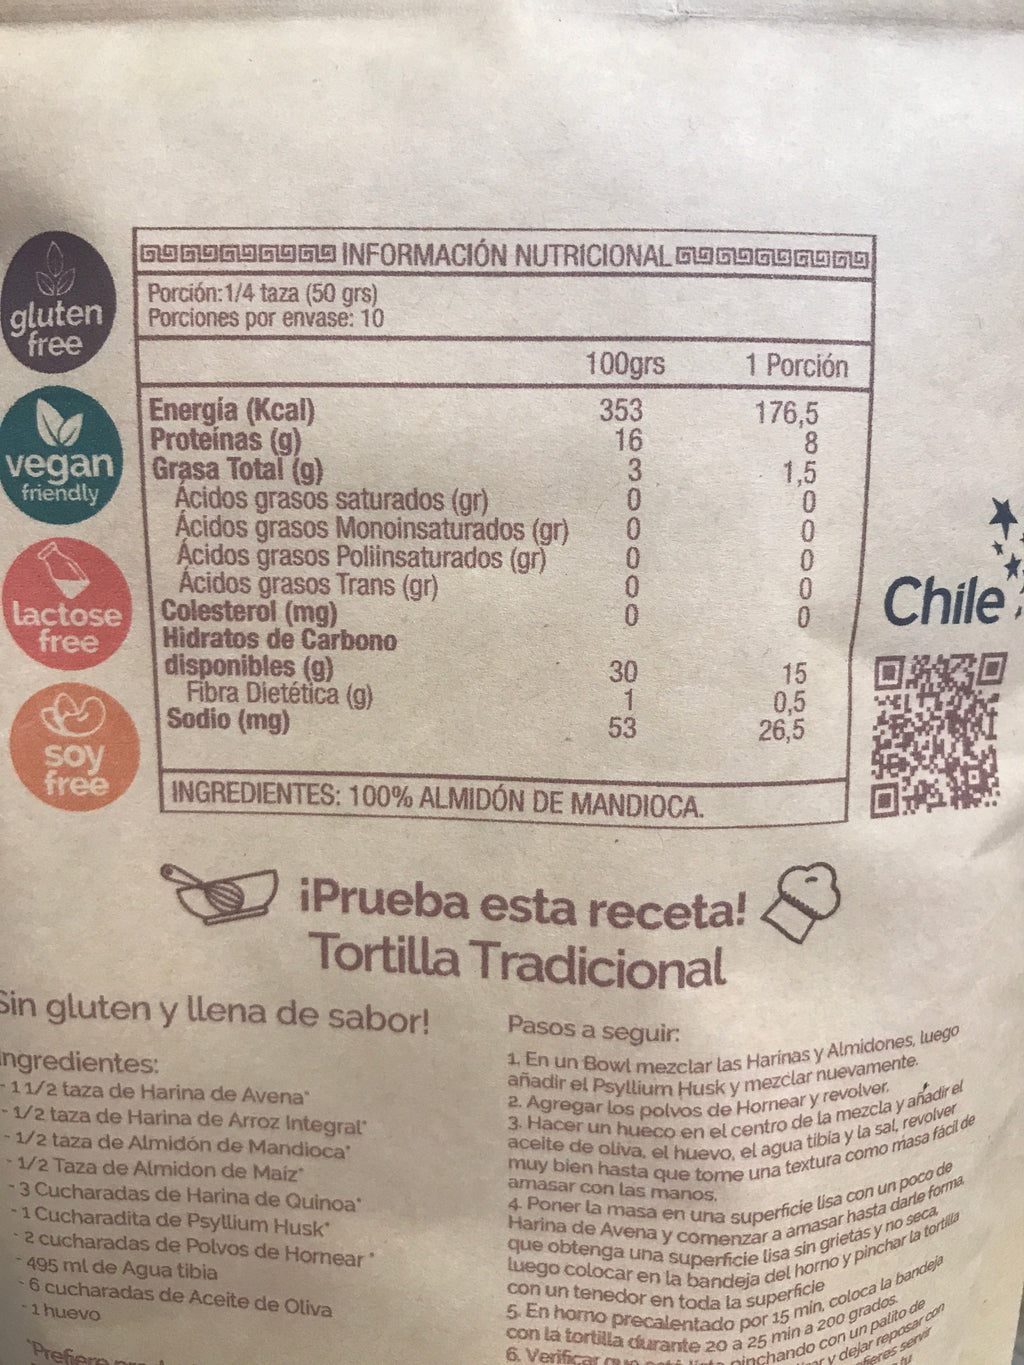 gluten
free
vegan
friendly
lactose
free
soy
free
INFORMACIÓN NUTRICIONAL
Porción:1/4 taza (50 grs)
Porciones por envase: 10
100grs 1 Porción
Energía (Kcal) 353 176,5
Proteínas (g) 16 8
Grasa Total (g) 3 1,5
Ácidos grasos saturados (gr) 0 0
Ácidos grasos Monoinsaturados (gr) 0 0
Ácidos grasos Poliinsaturados (gr) 0 0
Ácidos grasos Trans (gr) 0 0
Colesterol (mg) 0 0
Hidratos de Carbono
disponibles (g) 30 15
Fibra Dietética (g) 1 0,5
Sodio (mg) 53 26,5
INGREDIENTES: 100% ALMIDÓN DE MANDIOCA.
Chile
¡Prueba esta receta!
Tortilla Tradicional
Sin gluten y llena de sabor!
Ingredientes:
- 1 1/2 taza de Harina de Avena*
- 1/2 taza de Harina de Arroz Integral*
- 1/2 taza de Almidón de Mandioca*
- 1/2 Taza de Almidon de Maíz*
- 3 Cucharadas de Harina de Quinoa*
- 1 Cucharadita de Psyllium Husk*
- 2 cucharadas de Polvos de Hornear*
- 495 ml de Agua tibia
- 6 cucharadas de Aceite de Oliva
- 1 huevo
Pasos a seguir:
1. En un Bowl mezclar las Harinas y Almidones, luego
añadir el Psyllium Husk y mezclar nuevamente.
2. Agregar los polvos de Hornear y revolver.
3. Hacer un hueco en el centro de la mezcla y añadir el
aceite de oliva, el huevo, el agua tibia y la sal, revolver
muy bien hasta que tome una textura como masa fácil de
amasar con las manos.
4. Poner la masa en una superficie lisa con un poco de
Harina de Avena y comenzar a amasar hasta darle forma
que obtenga una superficie lisa sin grietas y no seca,
luego colocar en la bandeja del horno y pinchar la tortilla
con un tenedor en toda la superficie
5. En horno precalentado por 15 min, coloca la bandeja
con la tortilla durante 20 a 25 min a 200 grados.
6. Verificar pinchando con un palito de
y dejar reposar con
servir